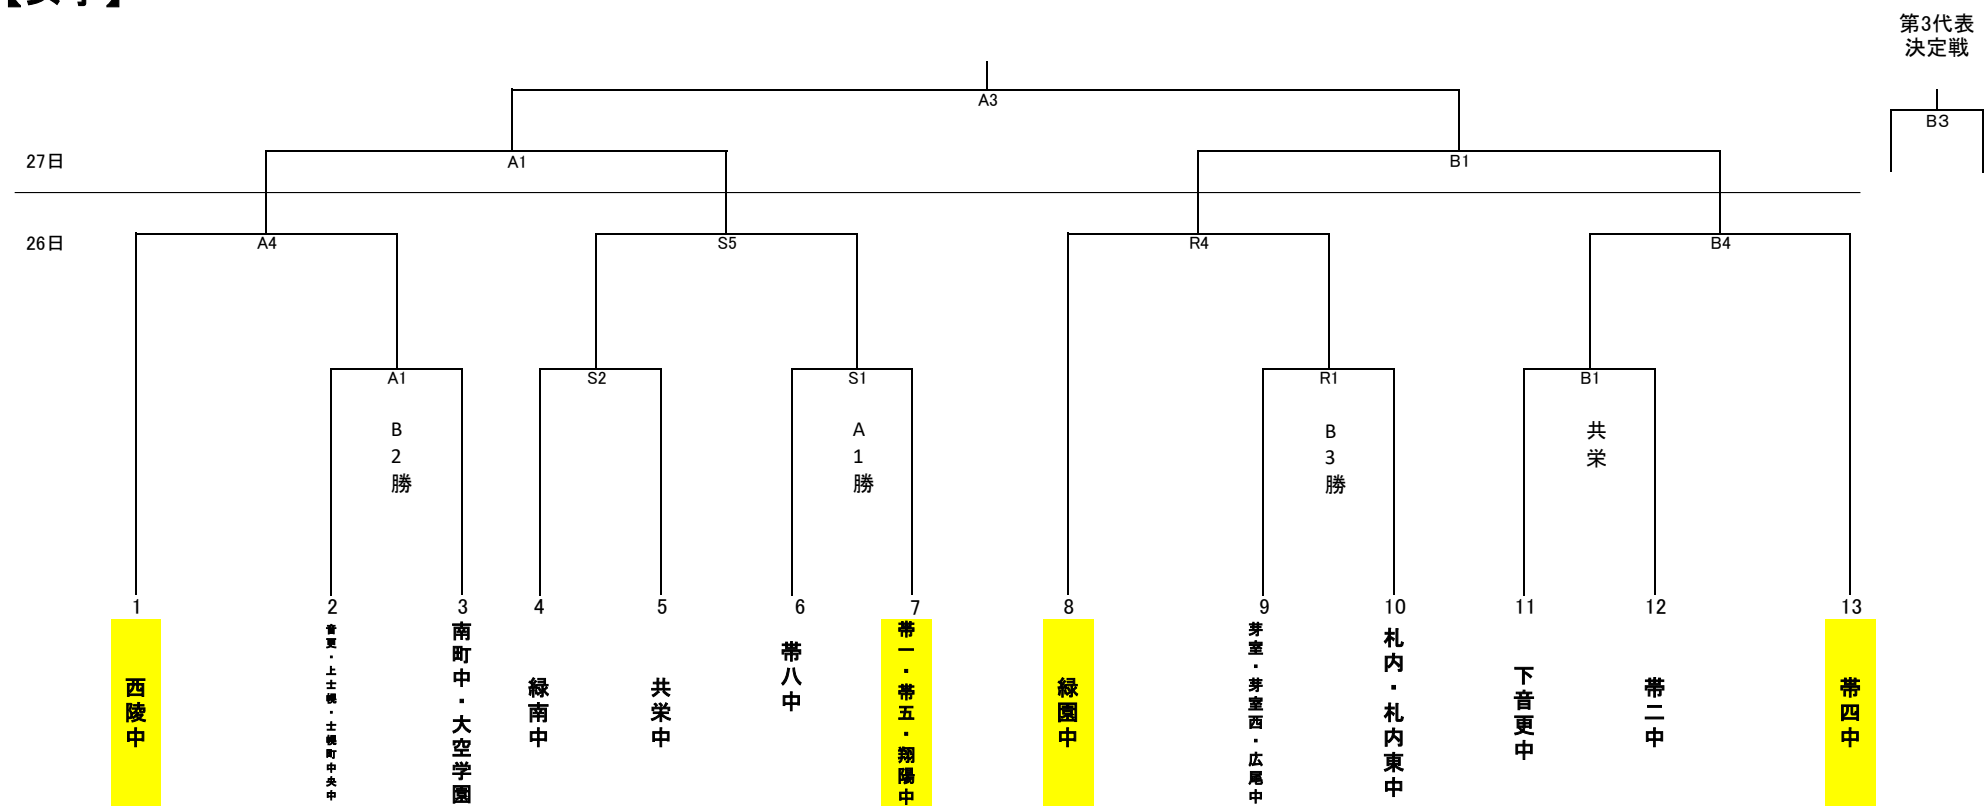 第3代表
決定戦
A3
B3
27日
A1
B1
26日
A4
S5
R4
B4
A1
S2
S1
R1
B1
B2勝
A1勝
B3勝
共栄
1
2
3
4
5
6
7
8
9
10
11
12
13
西陵中
音更・上士幌・士幌町中央中
南町中・大空学園
緑南中
共栄中
帯八中
帯一・帯五・翔陽中
緑園中
芽室・芽室西・広尾中
札内・札内東中
下音更中
帯二中
帯四中